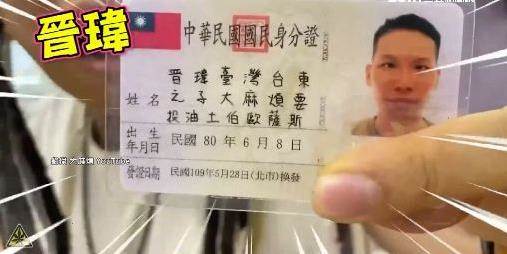 晉瑋
中華民國國民身分證
姓名
晉瑋臺灣台東
之子大麻煩要
投油土伯歐薩斯
出生年月日
民國 80 年 6 月 8 日
發證日期
民國109年5月28日(北市)換發
YouTube